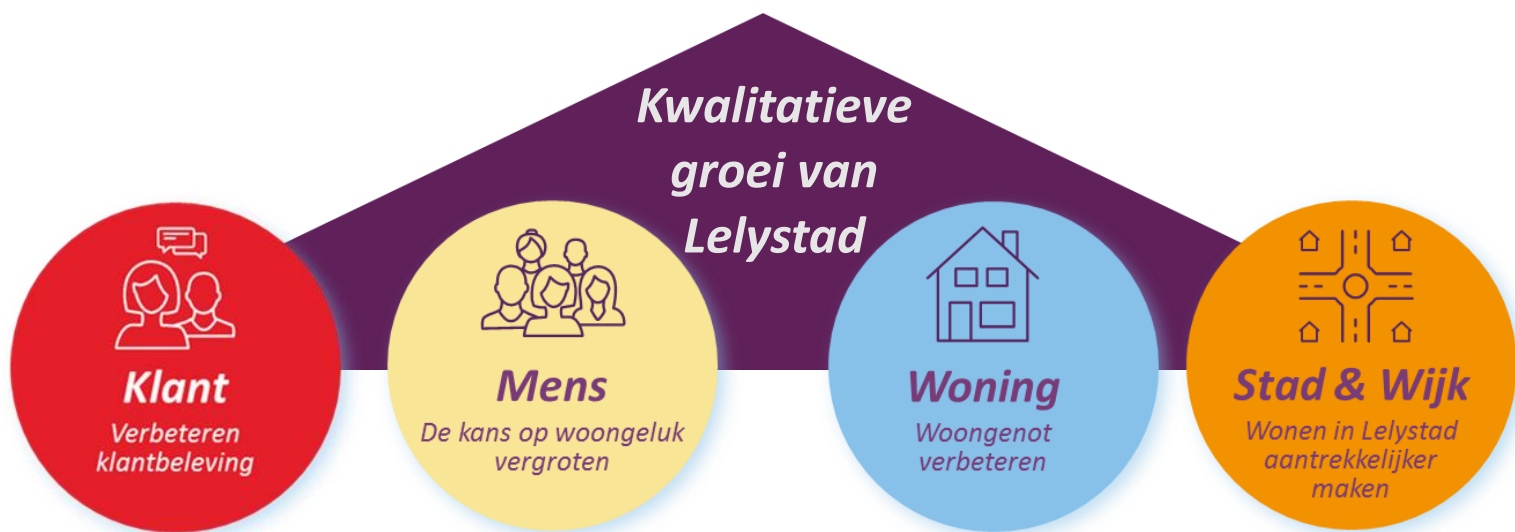 Kwalitatieve
groei van
Lelystad
Klant
Verbeteren
klantbeleving
Mens
De kans op woongeluk
vergroten
Woning
Woongenot
verbeteren
Stad & Wijk
Wonen in Lelystad
aantrekkelijker
maken